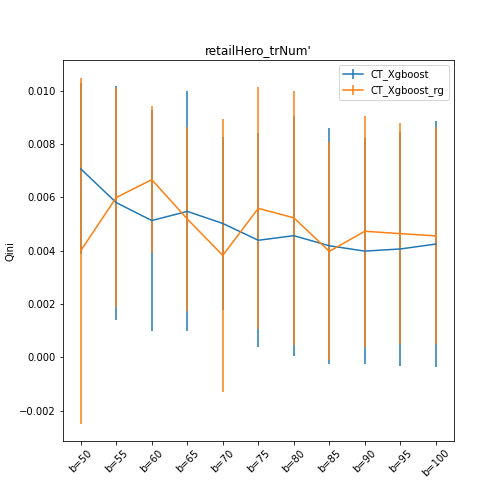 retailHero_trNum'
CT_Xgboost
CT_Xgboost_rg
0.010
0.008
0.006
0.004
0.002
0.000
−0.002
Qini
b=50
b=55
b=60
b=65
b=70
b=75
b=80
b=85
b=90
b=95
b=100